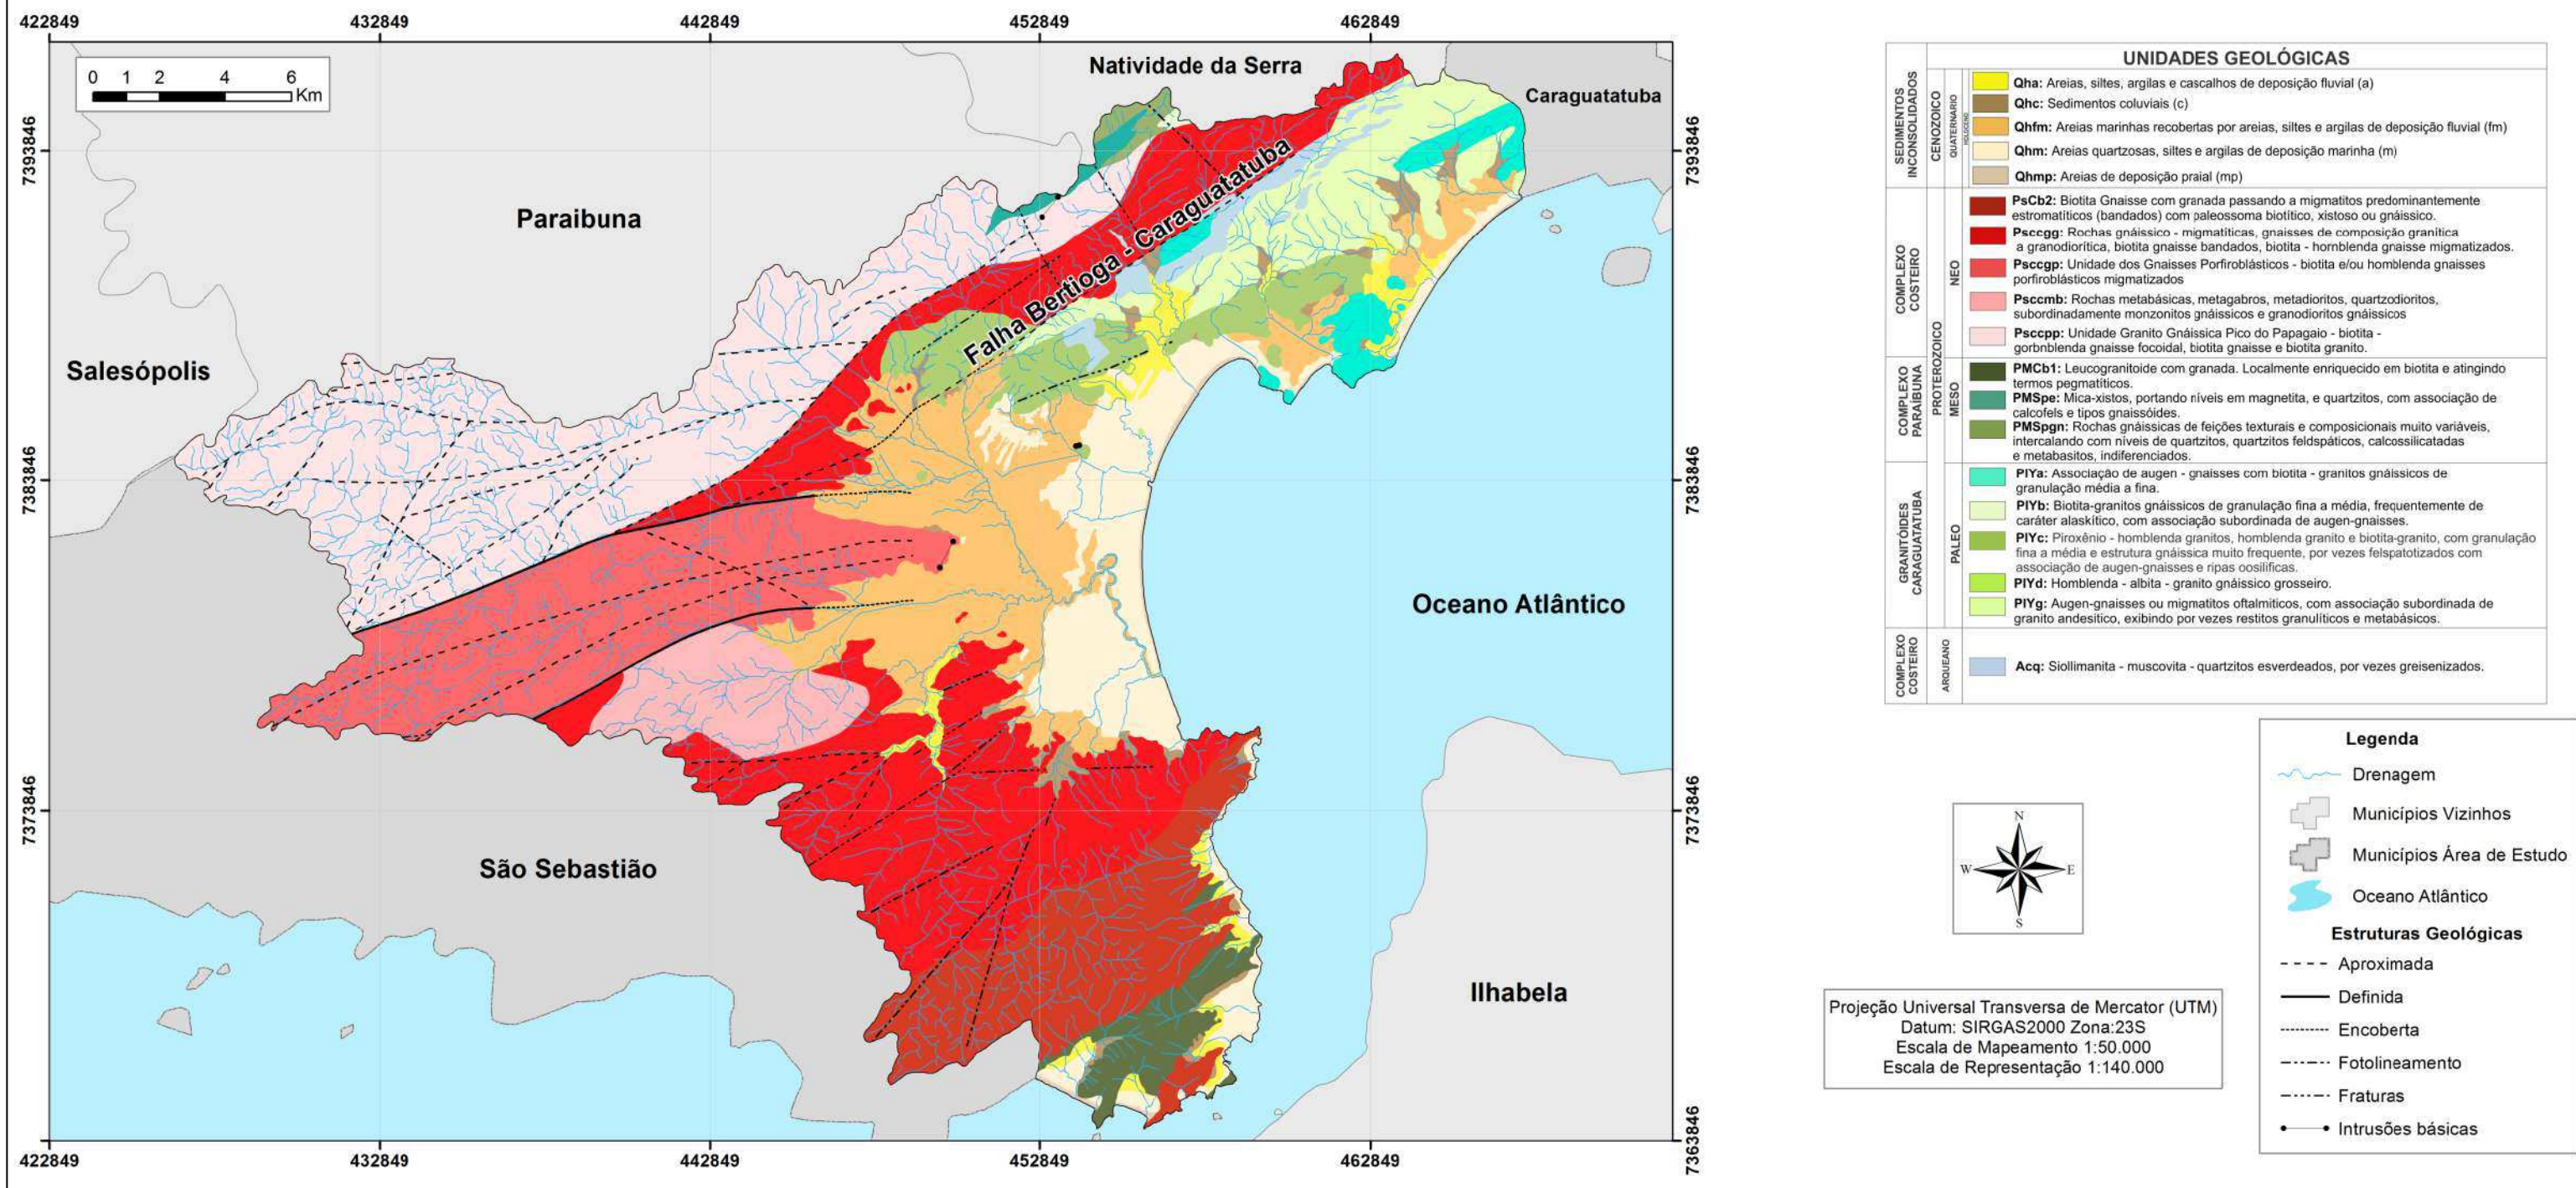 422849
432849
442849
452849
462849
0 1 2 4 6
Km
Natividade da Serra
Caraguatatuba
Paraibuna
Salesópolis
Falha Bertioga - Caraguatatuba
Oceano Atlântico
São Sebastião
Ilhabela
7393846
7383846
7373846
7393846
7383846
7373846
7363846
422849
432849
442849
452849
462849
UNIDADES GEOLÓGICAS
SEDIMENTOS
INCONSOLIDADOS
CENOZOICO
QUATERNARIO
HOLOCENO
Qha: Areias, siltes, argilas e cascalhos de deposição fluvial (a)
Qhc: Sedimentos coluviais (c)
Qhfm: Areias marinhas recobertas por areias, siltes e argilas de deposição fluvial (fm)
Qhm: Areias quartzosas, siltes e argilas de deposição marinha (m)
Qhmp: Areias de deposição praial (mp)
COMPLEXO
COSTEIRO
PROTEROZOICO
NEO
PsCb2: Biotita Gnaisse com granada passando a migmatitos predominantemente
estromatíticos (bandados) com paleossoma biotítico, xistoso ou gnáissico.
Psccgg: Rochas gnáissico - migmatíticas, gnaisses de composição granítica
a granodiorítica, biotita gnaisse bandados, biotita - hornblenda gnaisse migmatizados.
Psccgp: Unidade dos Gnaisses Porfiroblásticos - biotita e/ou homblenda gnaisses
porfiroblásticos migmatizados
Psccmb: Rochas metabásicas, metagabros, metadioritos, quartzodioritos,
subordinadamente monzonitos gnáissicos e granodioritos gnáissicos
Psccpp: Unidade Granito Gnáissica Pico do Papagaio - biotita -
gorbnblenda gnaisse focoidal, biotita gnaisse e biotita granito.
COMPLEXO
PARAÍBUNA
MESO
PMCb1: Leucogranitoide com granada. Localmente enriquecido em biotita e atingindo
termos pegmatíticos.
PMSpe: Mica-xistos, portando níveis em magnetita, e quartzitos, com associação de
calcofels e tipos gnaissóides.
PMSpgn: Rochas gnáissicas de feições texturais e composicionais muito variáveis,
intercalando com níveis de quartzitos, quartzitos feldspáticos, calcossilicatadas
e metabasitos, indiferenciados.
GRANITÓIDES
CARAGUATATUBA
PALEO
PIYa: Associação de augen - gnaisses com biotita - granitos gnáissicos de
granulação média a fina.
PIYb: Biotita-granitos gnáissicos de granulação fina a média, frequentemente de
caráter alaskítico, com associação subordinada de augen-gnaisses.
PIYc: Piroxênio - homblenda granitos, homblenda granito e biotita-granito, com granulação
fina a média e estrutura gnáissica muito frequente, por vezes felspatotizados com
associação de augen-gnaisses e ripas oosilificas.
PIYd: Homblenda - albita - granito gnáissico grosseiro.
PIYg: Augen-gnaisses ou migmatitos oftalmiticos, com associação subordinada de
granito andesítico, exibindo por vezes restitos granulíticos e metabásicos.
COMPLEXO
COSTEIRO
ARQUEANO
Acq: Siollimanita - muscovita - quartzitos esverdeados, por vezes greisenizados.
Legenda
Drenagem
Municípios Vizinhos
Municípios Área de Estudo
Oceano Atlântico
Estruturas Geológicas
Aproximada
Definida
Encoberta
Fotolineamento
Fraturas
Intrusões básicas
N
W
E
S
Projeção Universal Transversa de Mercator (UTM)
Datum: SIRGAS2000 Zona:23S
Escala de Mapeamento 1:50.000
Escala de Representação 1:140.000